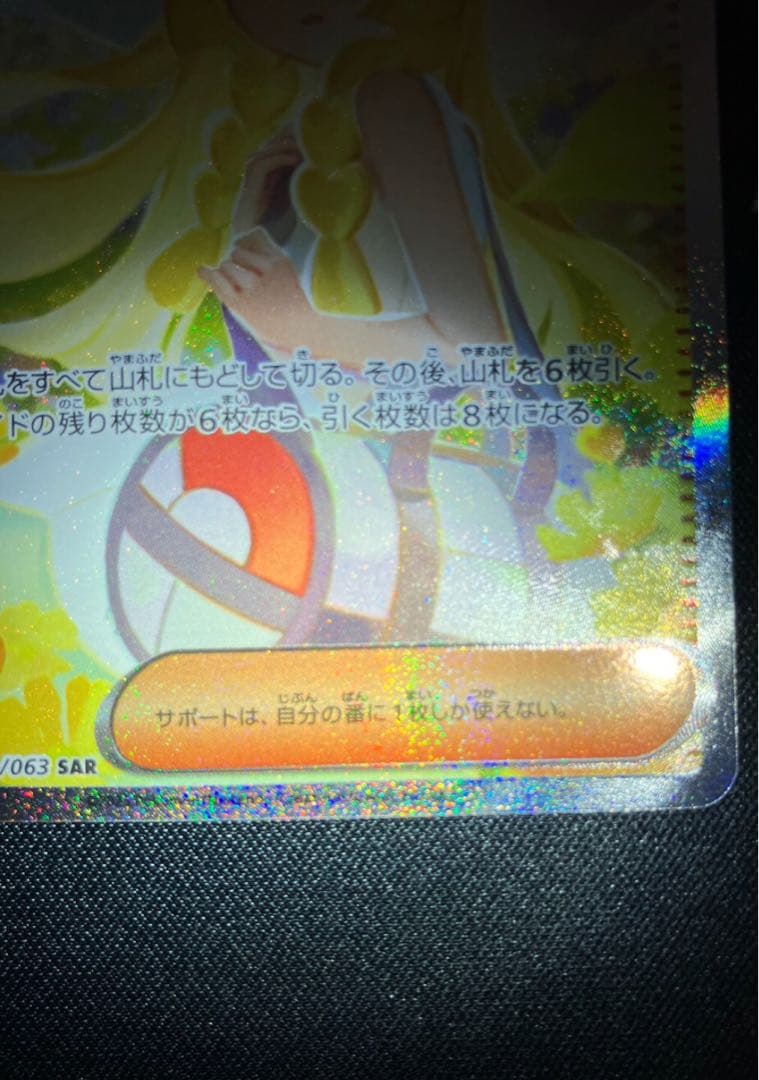 をすべて山札にもどして切る。その後、山札を6枚引く。
ドの残り枚数が6枚なら、引く枚数は8枚になる。
サポートは、自分の番に1枚しか使えない。
/063 SAR